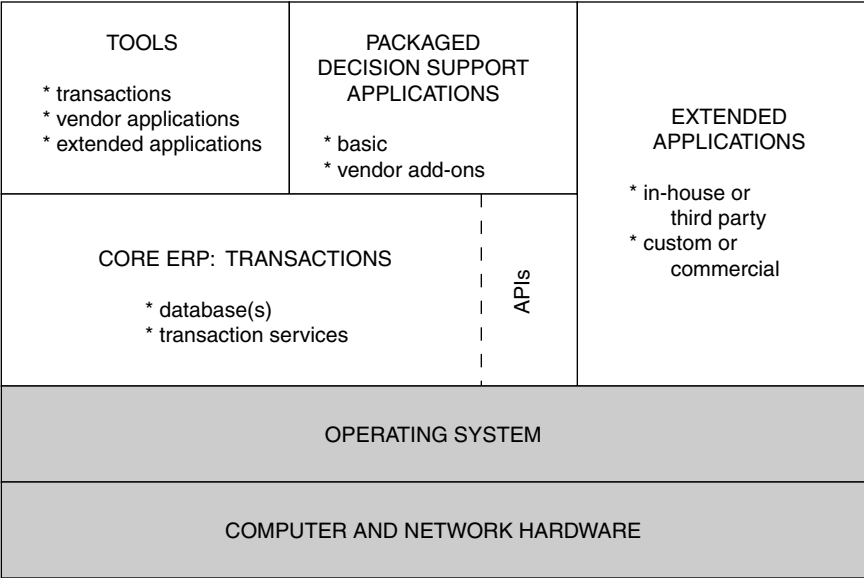 TOOLS
* transactions
* vendor applications
* extended applications
PACKAGED
DECISION SUPPORT
APPLICATIONS
* basic
* vendor add-ons
EXTENDED
APPLICATIONS
* in-house or
third party
* custom or
commercial
CORE ERP: TRANSACTIONS
* database(s)
* transaction services
APIs
OPERATING SYSTEM
COMPUTER AND NETWORK HARDWARE